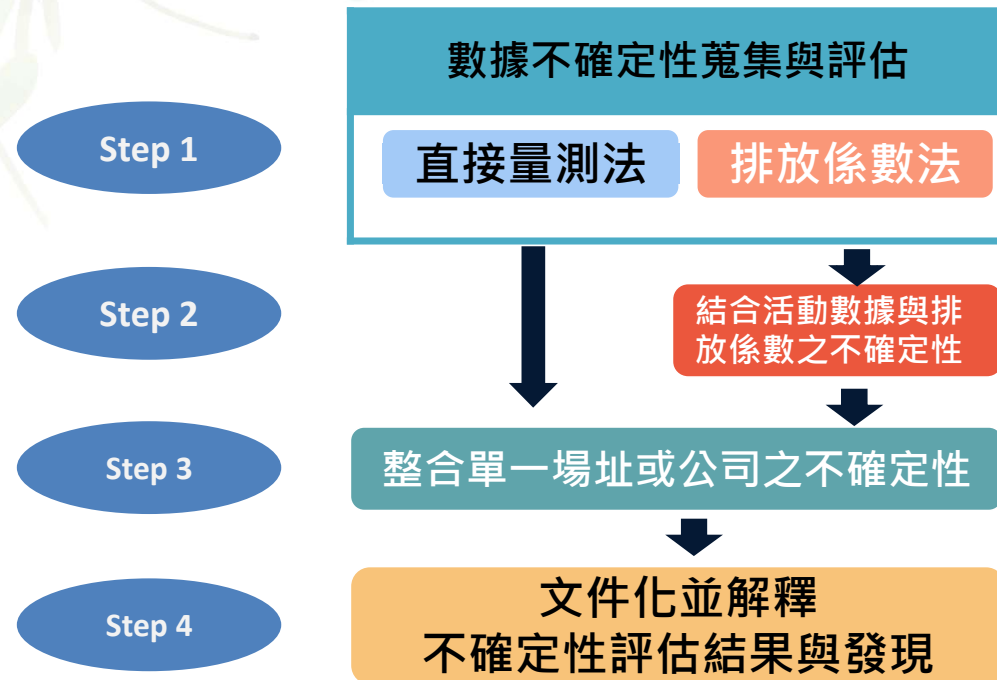 數據不確定性蒐集與評估
Step 1
直接量測法
排放係數法
Step 2
結合活動數據與排
放係數之不確定性
Step 3
整合單一場址或公司之不確定性
Step 4
文件化並解釋
不確定性評估結果與發現